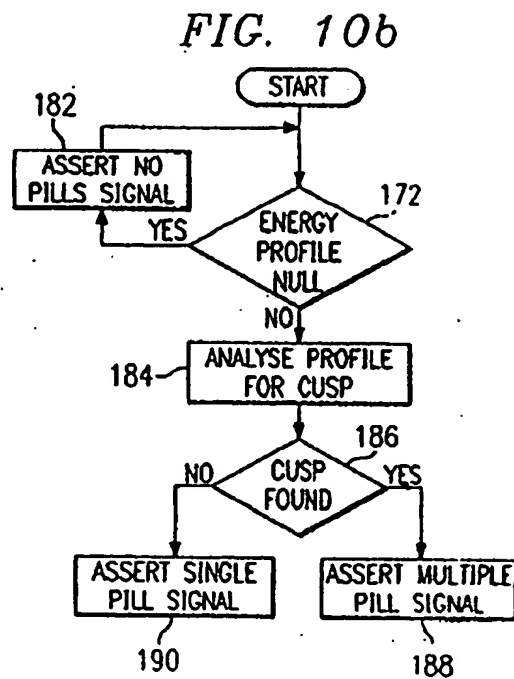 FIG. 10b
START
182
ASSERT NO
PILLS SIGNAL
172
YES
ENERGY
PROFILE
NULL
NO
184
ANALYSE PROFILE
FOR CUSP
186
NO
CUSP
FOUND
YES
ASSERT SINGLE
PILL SIGNAL
ASSERT MULTIPLE
PILL SIGNAL
190
188